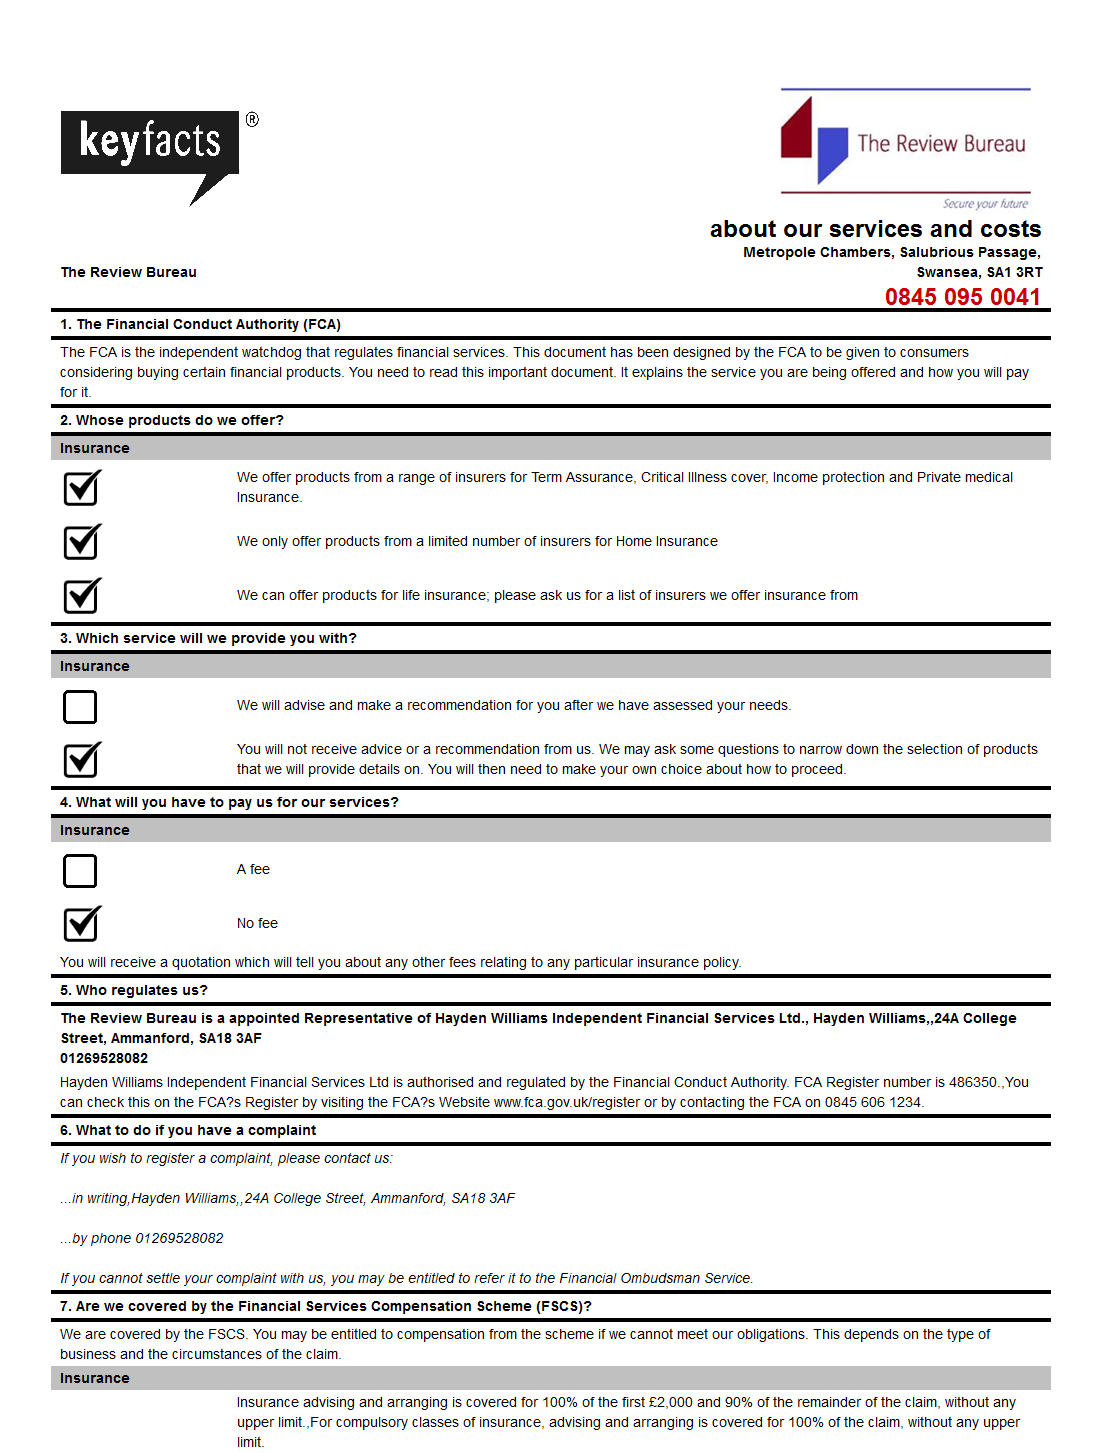 keyfacts ®
The Review Bureau
Secure your future
about our services and costs
Metropole Chambers, Salubrious Passage,
The Review Bureau
Swansea, SA1 3RT
0845 095 0041
1. The Financial Conduct Authority (FCA)
The FCA is the independent watchdog that regulates financial services. This document has been designed by the FCA to be given to consumers
considering buying certain financial products. You need to read this important document. It explains the service you are being offered and how you will pay
for it.
2. Whose products do we offer?
Insurance
We offer products from a range of insurers for Term Assurance, Critical Illness cover, Income protection and Private medical
Insurance.
We only offer products from a limited number of insurers for Home Insurance
We can offer products for life insurance; please ask us for a list of insurers we offer insurance from
3. Which service will we provide you with?
Insurance
We will advise and make a recommendation for you after we have assessed your needs.
You will not receive advice or a recommendation from us. We may ask some questions to narrow down the selection of products
that we will provide details on. You will then need to make your own choice about how to proceed.
4. What will you have to pay us for our services?
Insurance
A fee
No fee
You will receive a quotation which will tell you about any other fees relating to any particular insurance policy.
5. Who regulates us?
The Review Bureau is a appointed Representative of Hayden Williams Independent Financial Services Ltd., Hayden Williams,,24A College
Street, Ammanford, SA18 3AF
01269528082
Hayden Williams Independent Financial Services Ltd is authorised and regulated by the Financial Conduct Authority. FCA Register number is 486350.,You
can check this on the FCA?s Register by visiting the FCA?s Website www.fca.gov.uk/register or by contacting the FCA on 0845 606 1234.
6. What to do if you have a complaint
If you wish to register a complaint, please contact us:
...in writing,Hayden Williams,,24A College Street, Ammanford, SA18 3AF
...by phone 01269528082
If you cannot settle your complaint with us, you may be entitled to refer it to the Financial Ombudsman Service.
7. Are we covered by the Financial Services Compensation Scheme (FSCS)?
We are covered by the FSCS. You may be entitled to compensation from the scheme if we cannot meet our obligations. This depends on the type of
business and the circumstances of the claim.
Insurance
Insurance advising and arranging is covered for 100% of the first £2,000 and 90% of the remainder of the claim, without any
upper limit.,For compulsory classes of insurance, advising and arranging is covered for 100% of the claim, without any upper
limit.